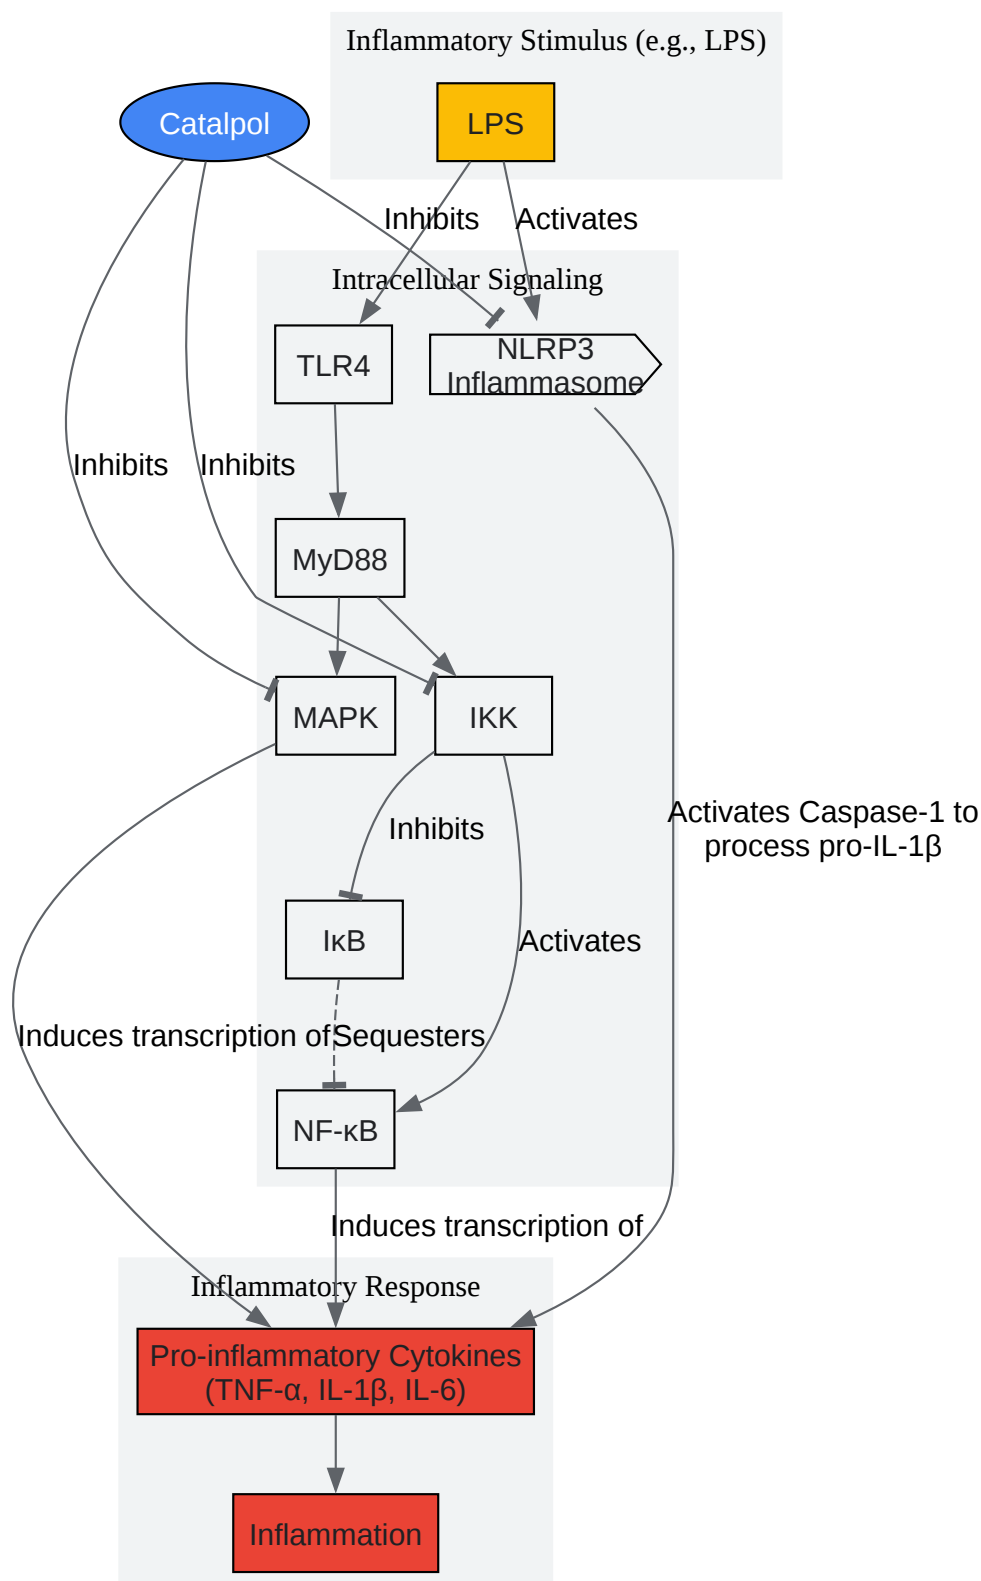 Inflammatory Stimulus (e.g., LPS)
Catalpol
LPS
Inhibits
Activates
Intracellular Signaling
TLR4
NLRP3
Inflammasome
Inhibits
Inhibits
MyD88
MAPK
IKK
Activates Caspase-1 to
process pro-IL-1β
Inhibits
IκB
Activates
Induces transcription of
Sequesters
NF-κB
Induces transcription of
Inflammatory Response
Pro-inflammatory Cytokines
(TNF-α, IL-1β, IL-6)
Inflammation